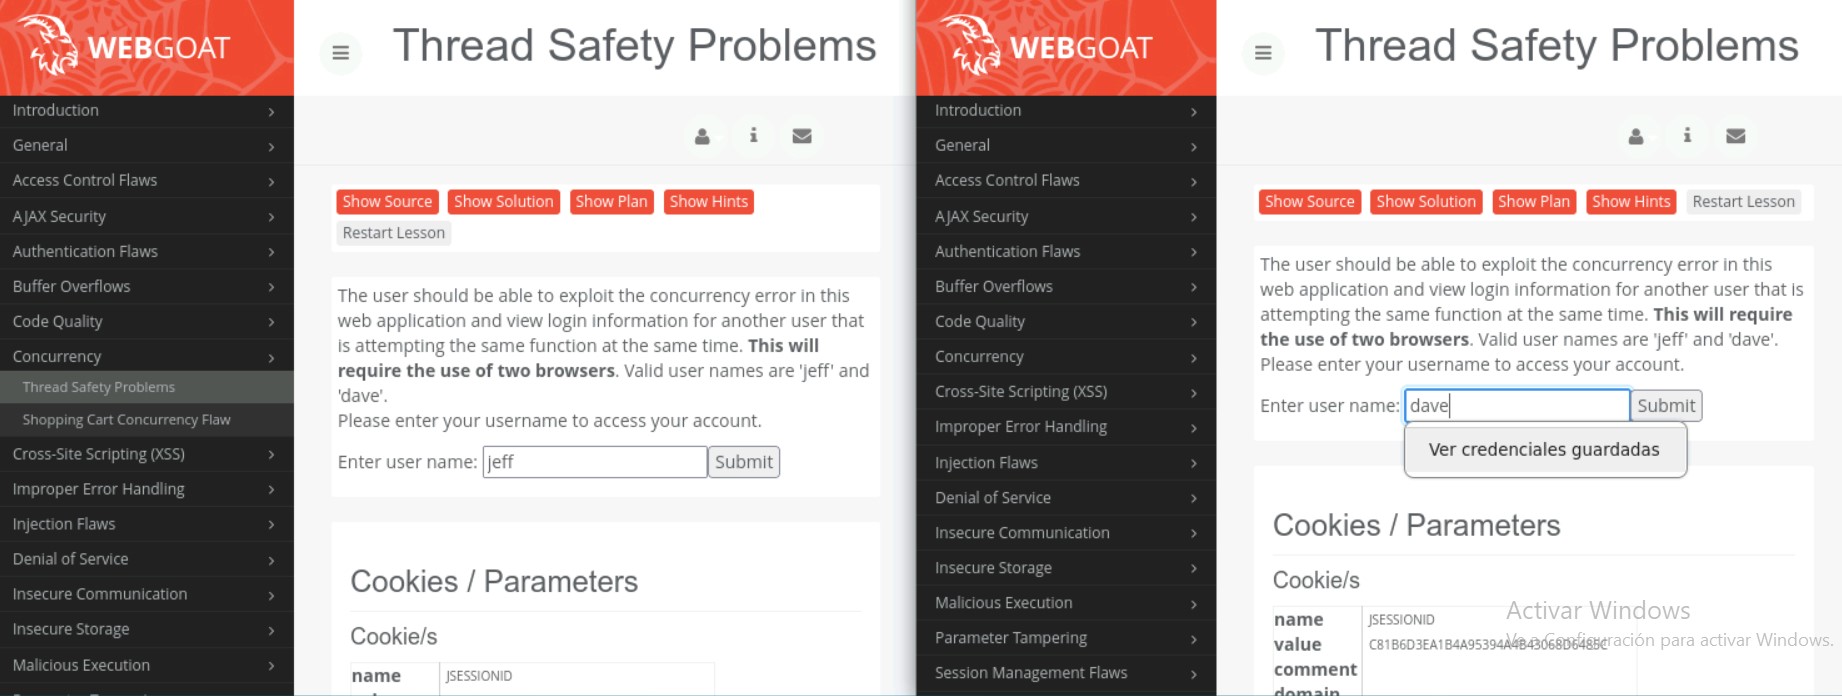 WEBGOAT
Introduction
General
Access Control Flaws
AJAX Security
Authentication Flaws
Buffer Overflows
Code Quality
Concurrency
Thread Safety Problems
Shopping Cart Concurrency Flaw
Cross-Site Scripting (XSS)
Improper Error Handling
Injection Flaws
Denial of Service
Insecure Communication
Insecure Storage
Malicious Execution
Thread Safety Problems
Show Source Show Solution Show Plan Show Hints
Restart Lesson
The user should be able to exploit the concurrency error in this
web application and view login information for another user that
is attempting the same function at the same time. This will
require the use of two browsers. Valid user names are 'jeff' and
'dave'.
Please enter your username to access your account.
Enter user name: jeff Submit
Cookies / Parameters
Cookie/s
name JSESSIONID
WEBGOAT
Introduction
General
Access Control Flaws
AJAX Security
Authentication Flaws
Buffer Overflows
Code Quality
Concurrency
Cross-Site Scripting (XSS)
Improper Error Handling
Injection Flaws
Denial of Service
Insecure Communication
Insecure Storage
Malicious Execution
Parameter Tampering
Session Management Flaws
Thread Safety Problems
Show Source Show Solution Show Plan Show Hints Restart Lesson
The user should be able to exploit the concurrency error in this
web application and view login information for another user that is
attempting the same function at the same time. This will require
the use of two browsers. Valid user names are 'jeff' and 'dave'.
Please enter your username to access your account.
Enter user name: dave Submit
Ver credenciales guardadas
Cookies / Parameters
Cookie/s
name JSESSIONID
value
comment
domain
Activar Windows
Ve a Configuración para activar Windows.